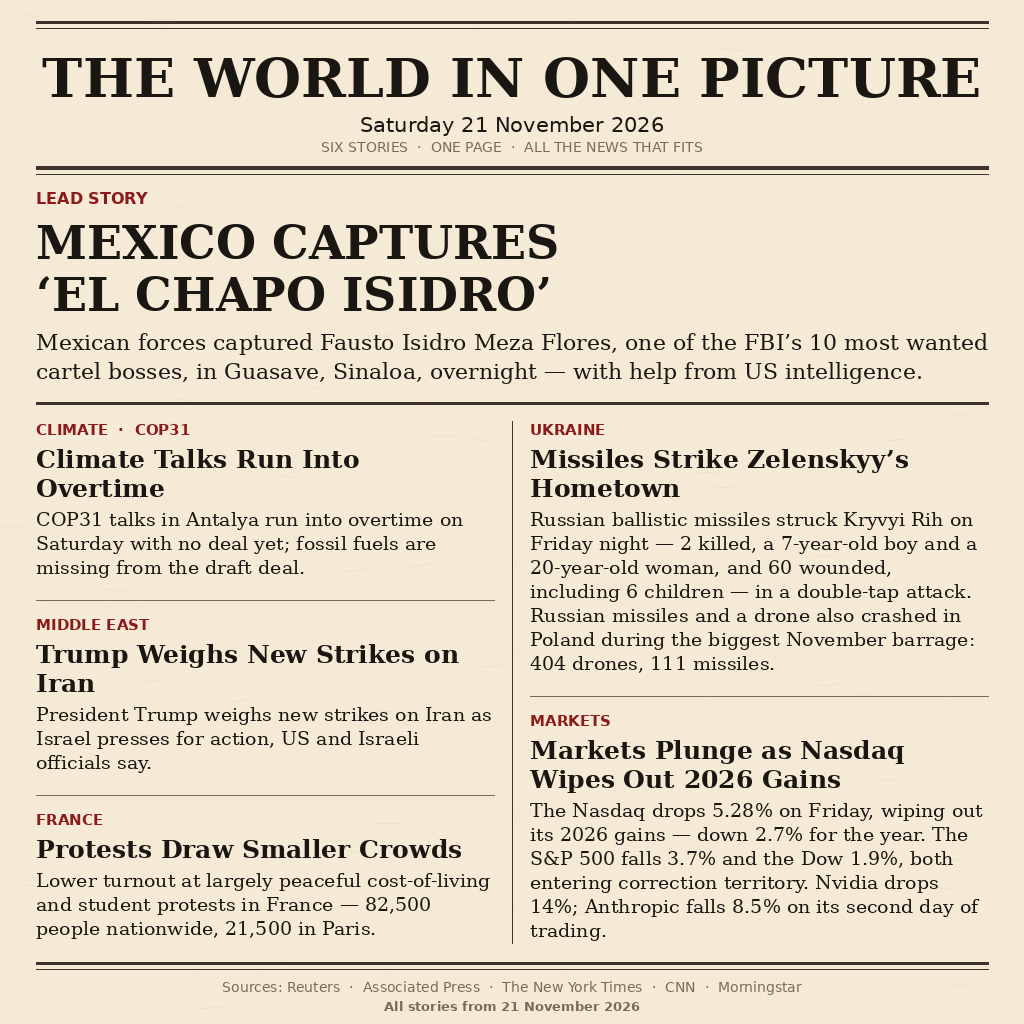 THE WORLD IN ONE PICTURE
Saturday 21 November 2026
SIX STORIES · ONE PAGE · ALL THE NEWS THAT FITS
LEAD STORY
MEXICO CAPTURES
‘EL CHAPO ISIDRO’
Mexican forces captured Fausto Isidro Meza Flores, one of the FBI’s 10 most wanted
cartel bosses, in Guasave, Sinaloa, overnight — with help from US intelligence.
CLIMATE · COP31
Climate Talks Run Into
Overtime
COP31 talks in Antalya run into overtime on
Saturday with no deal yet; fossil fuels are
missing from the draft deal.
MIDDLE EAST
Trump Weighs New Strikes on
Iran
President Trump weighs new strikes on Iran as
Israel presses for action, US and Israeli
officials say.
FRANCE
Protests Draw Smaller Crowds
Lower turnout at largely peaceful cost-of-living
and student protests in France — 82,500
people nationwide, 21,500 in Paris.
UKRAINE
Missiles Strike Zelenskyy’s
Hometown
Russian ballistic missiles struck Kryvyi Rih on
Friday night — 2 killed, a 7-year-old boy and a
20-year-old woman, and 60 wounded,
including 6 children — in a double-tap attack.
Russian missiles and a drone also crashed in
Poland during the biggest November barrage:
404 drones, 111 missiles.
MARKETS
Markets Plunge as Nasdaq
Wipes Out 2026 Gains
The Nasdaq drops 5.28% on Friday, wiping out
its 2026 gains — down 2.7% for the year. The
S&P 500 falls 3.7% and the Dow 1.9%, both
entering correction territory. Nvidia drops
14%; Anthropic falls 8.5% on its second day of
trading.
Sources: Reuters · Associated Press · The New York Times · CNN · Morningstar
All stories from 21 November 2026